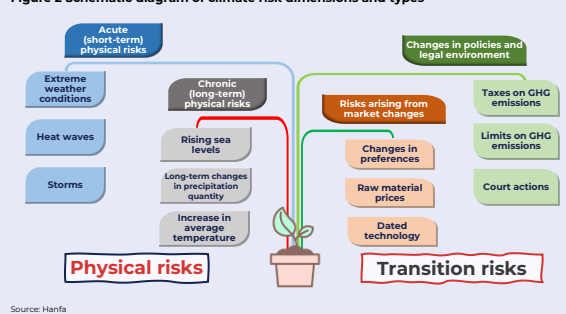 Figure 2 Schematic diagram of climate risk dimensions and types
Acute
(short-term)
physical risks
Extreme
weather
conditions
Heat waves
Storms
Chronic
(long-term)
physical risks
Rising sea
levels
Long-term changes
in precipitation
quantity
Increase in
average
temperature
Changes in policies and
legal environment
Risks arising from
market changes
Changes in
preferences
Raw material
prices
Dated
technology
Taxes on GHG
emissions
Limits on GHG
emissions
Court actions
Physical risks
Transition risks
Source: Hanfa